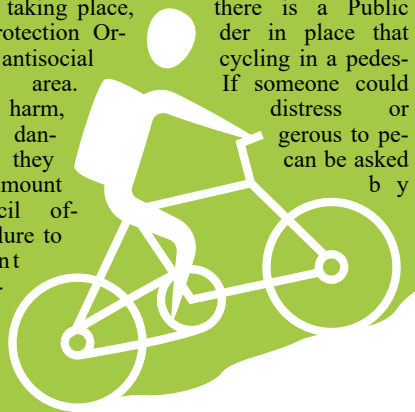 taking place, there is a Public
rotection Or- der in place that
antisocial cycling in a pedes-
area. If someone could
harm, distress or
dan- gerous to pe-
they can be asked
mount b y
cil of-
lure to
nt
-